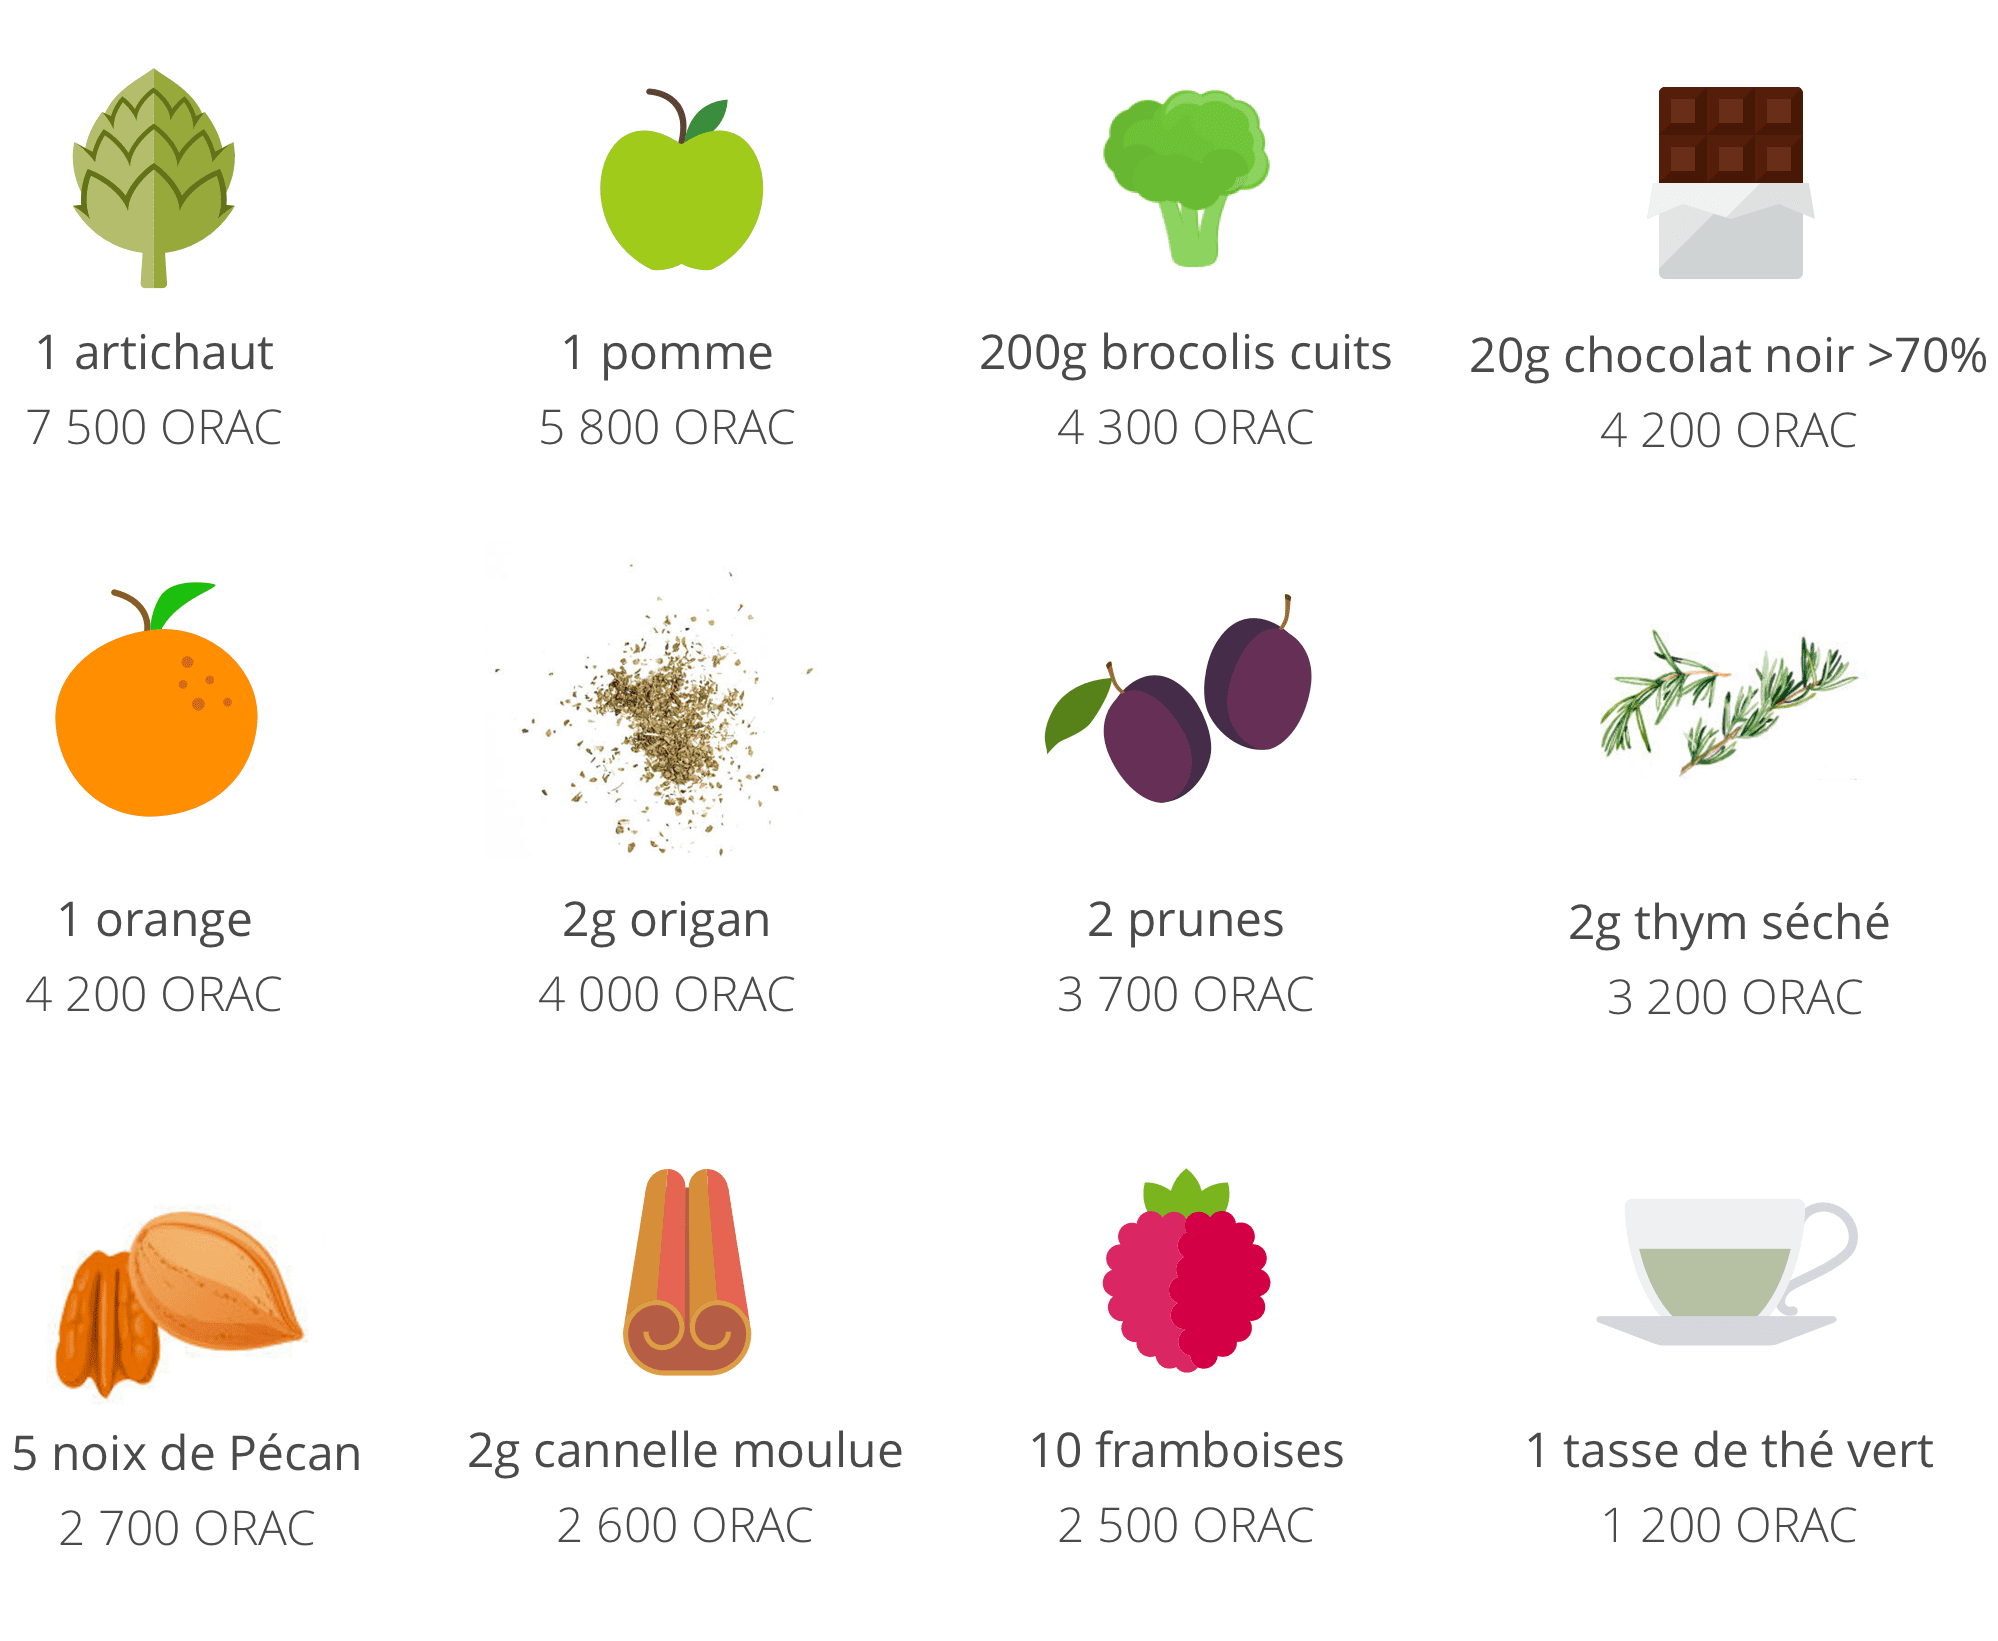 1 artichaut
7 500 ORAC
1 pomme
5 800 ORAC
200g brocolis cuits
4 300 ORAC
20g chocolat noir >70%
4 200 ORAC
1 orange
4 200 ORAC
2g origan
4 000 ORAC
2 prunes
3 700 ORAC
2g thym séché
3 200 ORAC
5 noix de Pécan
2 700 ORAC
2g cannelle moulue
2 600 ORAC
10 framboises
2 500 ORAC
1 tasse de thé vert
1 200 ORAC